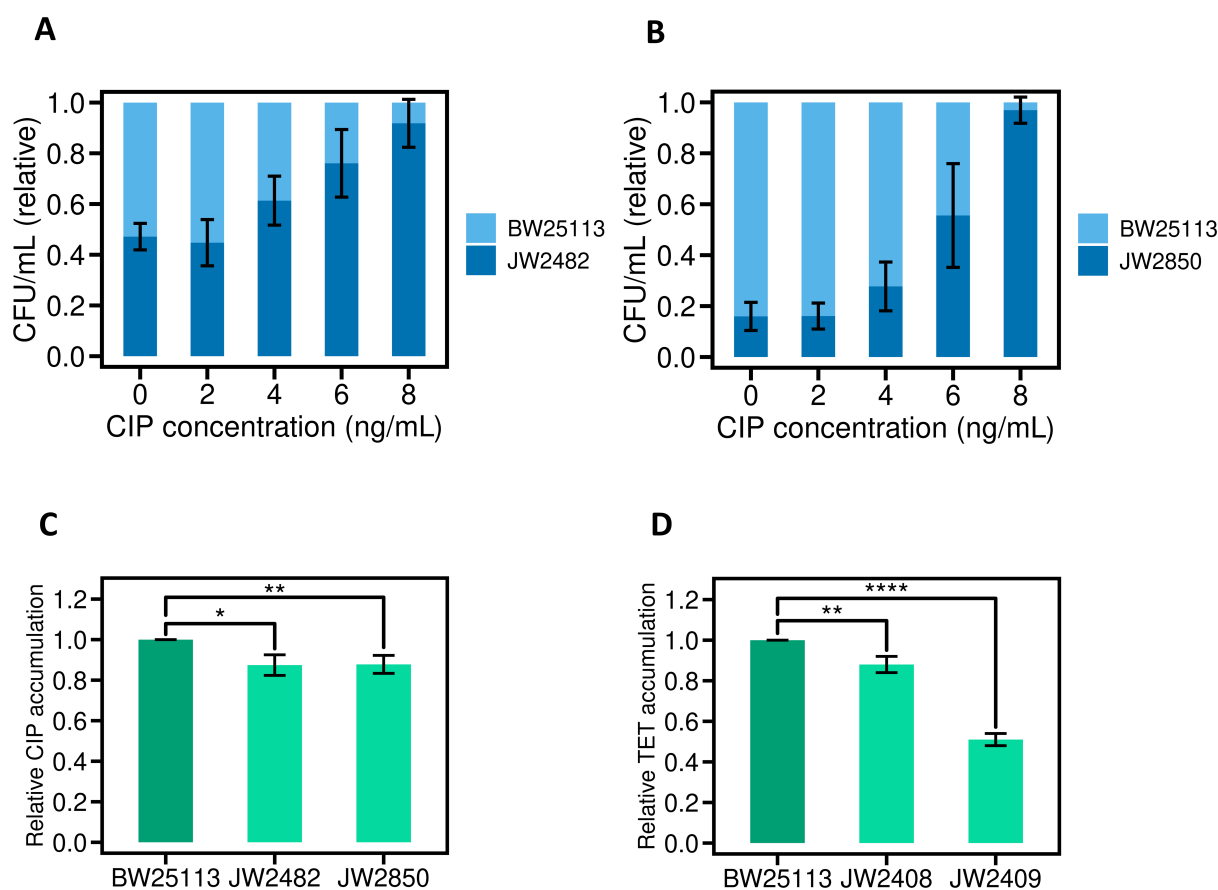 A
CFU/mL (relative)
1.0
0.8
0.6
0.4
0.2
0.0
0 2 4 6 8
CIP concentration (ng/mL)
BW25113
JW2482
B
CFU/mL (relative)
1.0
0.8
0.6
0.4
0.2
0.0
0 2 4 6 8
CIP concentration (ng/mL)
BW25113
JW2850
C
Relative CIP accumulation
1.2
1.0
0.8
0.6
0.4
0.2
0.0
**
*
BW25113 JW2482 JW2850
D
Relative TET accumulation
1.2
1.0
0.8
0.6
0.4
0.2
0.0
****
**
BW25113 JW2408 JW2409